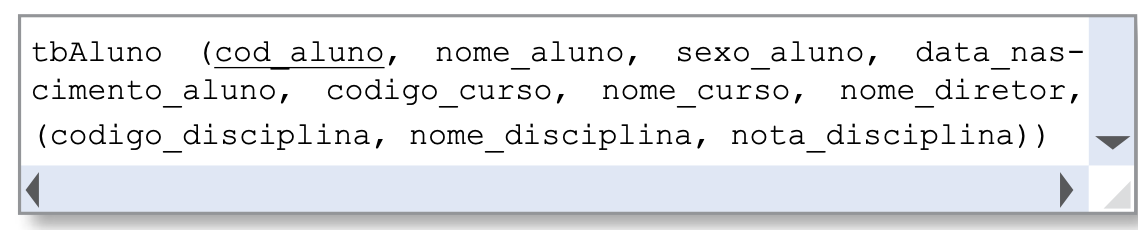 tbAluno (cod_aluno, nome_aluno, sexo_aluno, data_nas-
cimento_aluno, codigo_curso, nome_curso, nome_diretor,
(codigo_disciplina, nome_disciplina, nota_disciplina))